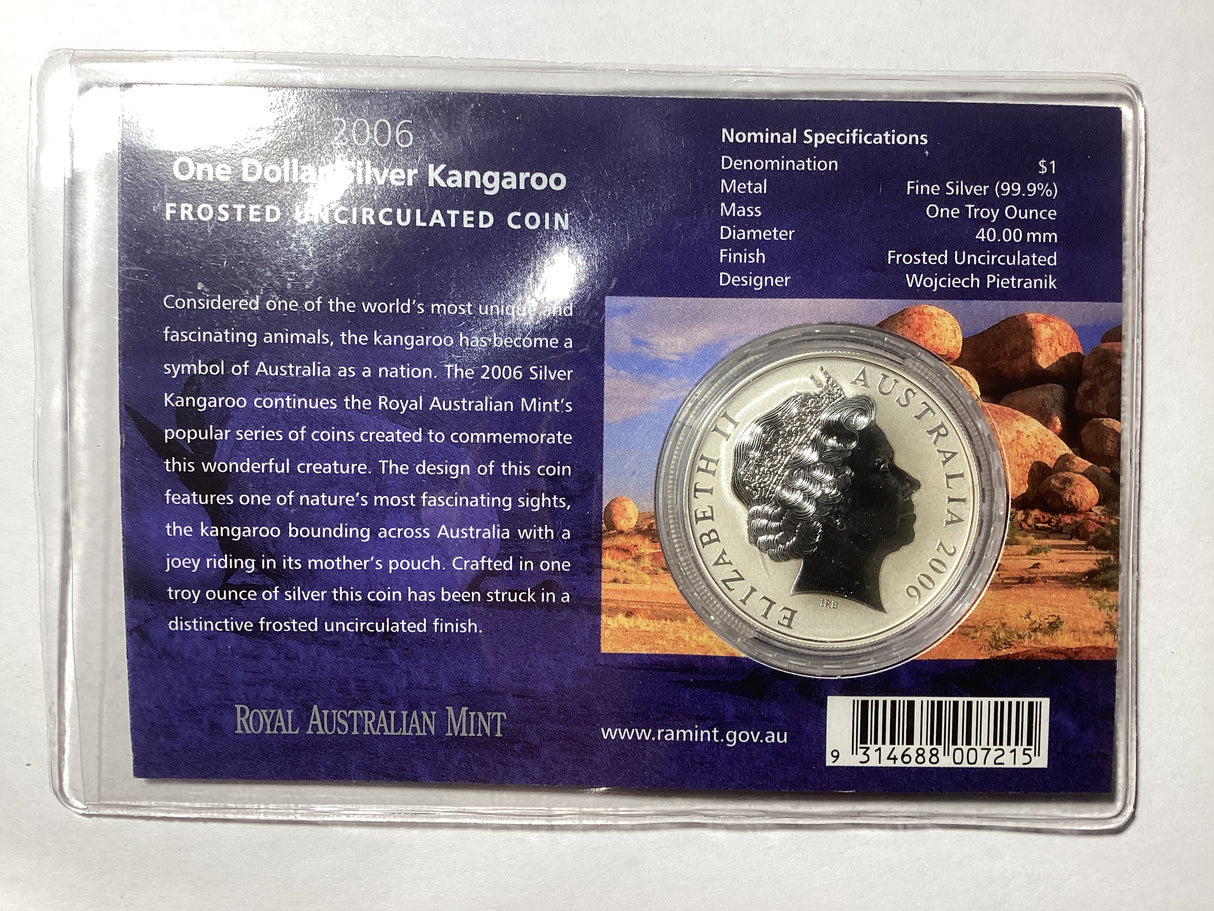 2006
One Dollar Silver Kangaroo
FROSTED UNCIRCULATED COIN
Considered one of the world's most unique and
fascinating animals, the kangaroo has become a
symbol of Australia as a nation. The 2006 Silver
Kangaroo continues the Royal Australian Mint's
popular series of coins created to commemorate
this wonderful creature. The design of this coin
features one of nature's most fascinating sights,
the kangaroo bounding across Australia with a
joey riding in its mother's pouch. Crafted in one
troy ounce of silver this coin has been struck in a
distinctive frosted uncirculated finish.
ROYAL AUSTRALIAN MINT
Nominal Specifications
Denomination $1
Metal Fine Silver (99.9%)
Mass One Troy Ounce
Diameter 40.00 mm
Finish Frosted Uncirculated
Designer Wojciech Pietranik
ELIZABETH II AUSTRALIA 2006
IRB
www.ramint.gov.au
9 314688 007215